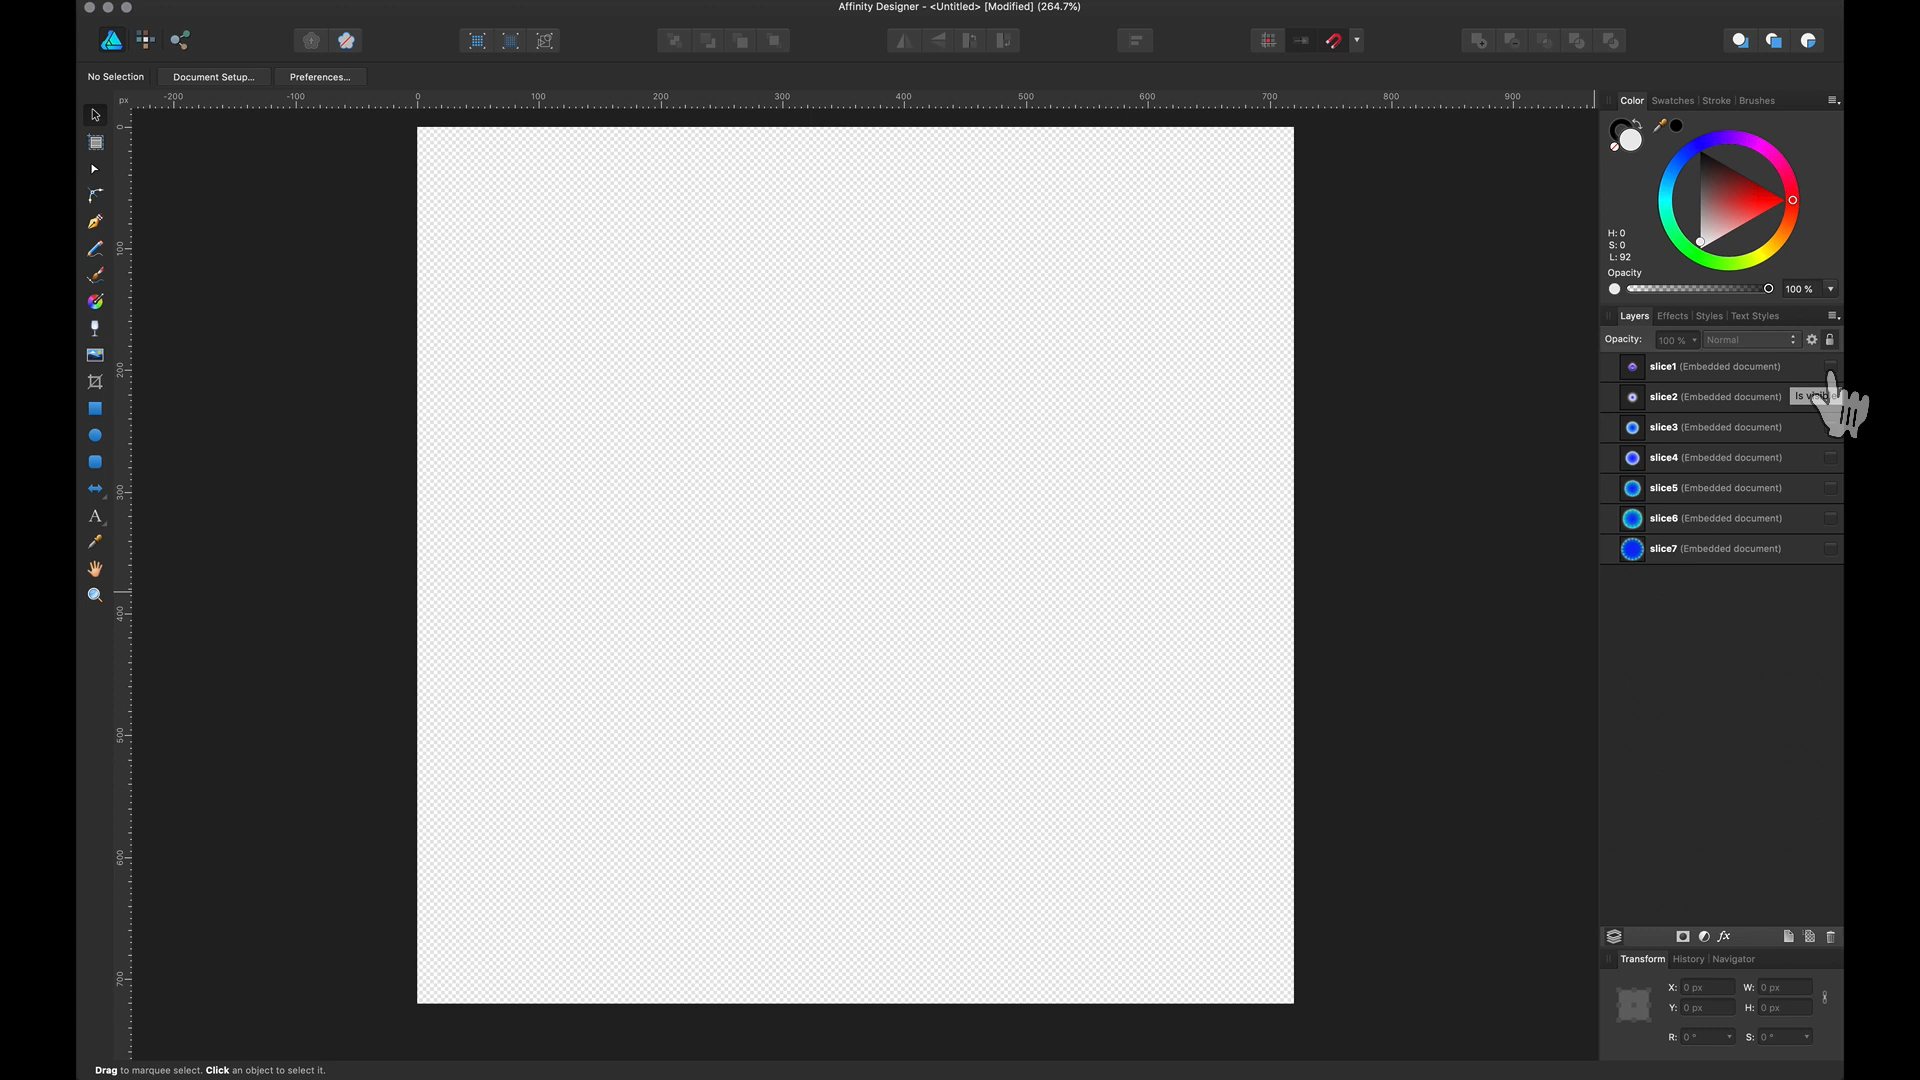 Affinity Designer - <Untitled> [Modified] (264.7%)
No Selection
Document Setup...
Preferences...
px
-200
-100
0
100
200
300
400
500
600
700
800
900
0
100
200
300
400
500
600
700
Color
Swatches
Stroke
Brushes
H: 0
S: 0
L: 92
Opacity
100 %
Layers
Effects
Styles
Text Styles
Opacity:
100 %
Normal
slice1 (Embedded document)
slice2 (Embedded document)
slice3 (Embedded document)
slice4 (Embedded document)
slice5 (Embedded document)
slice6 (Embedded document)
slice7 (Embedded document)
fx
Transform
History
Navigator
X: 0 px
W: 0 px
Y: 0 px
H: 0 px
R: 0 °
S: 0 °
A
Drag to marquee select. Click an object to select it.